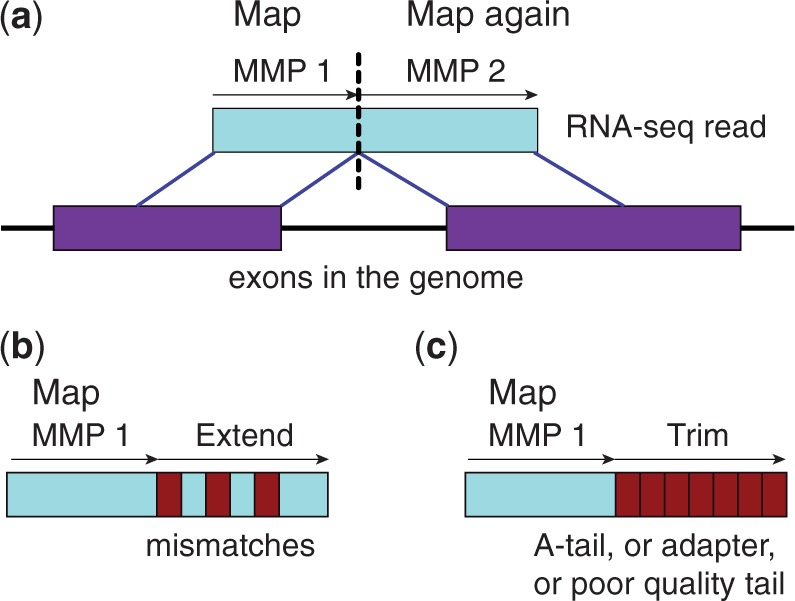 (a)
Map
Map again
MMP 1
MMP 2
RNA-seq read
exons in the genome
(b)
Map
MMP 1
Extend
mismatches
(c)
Map
MMP 1
Trim
A-tail, or adapter,
or poor quality tail